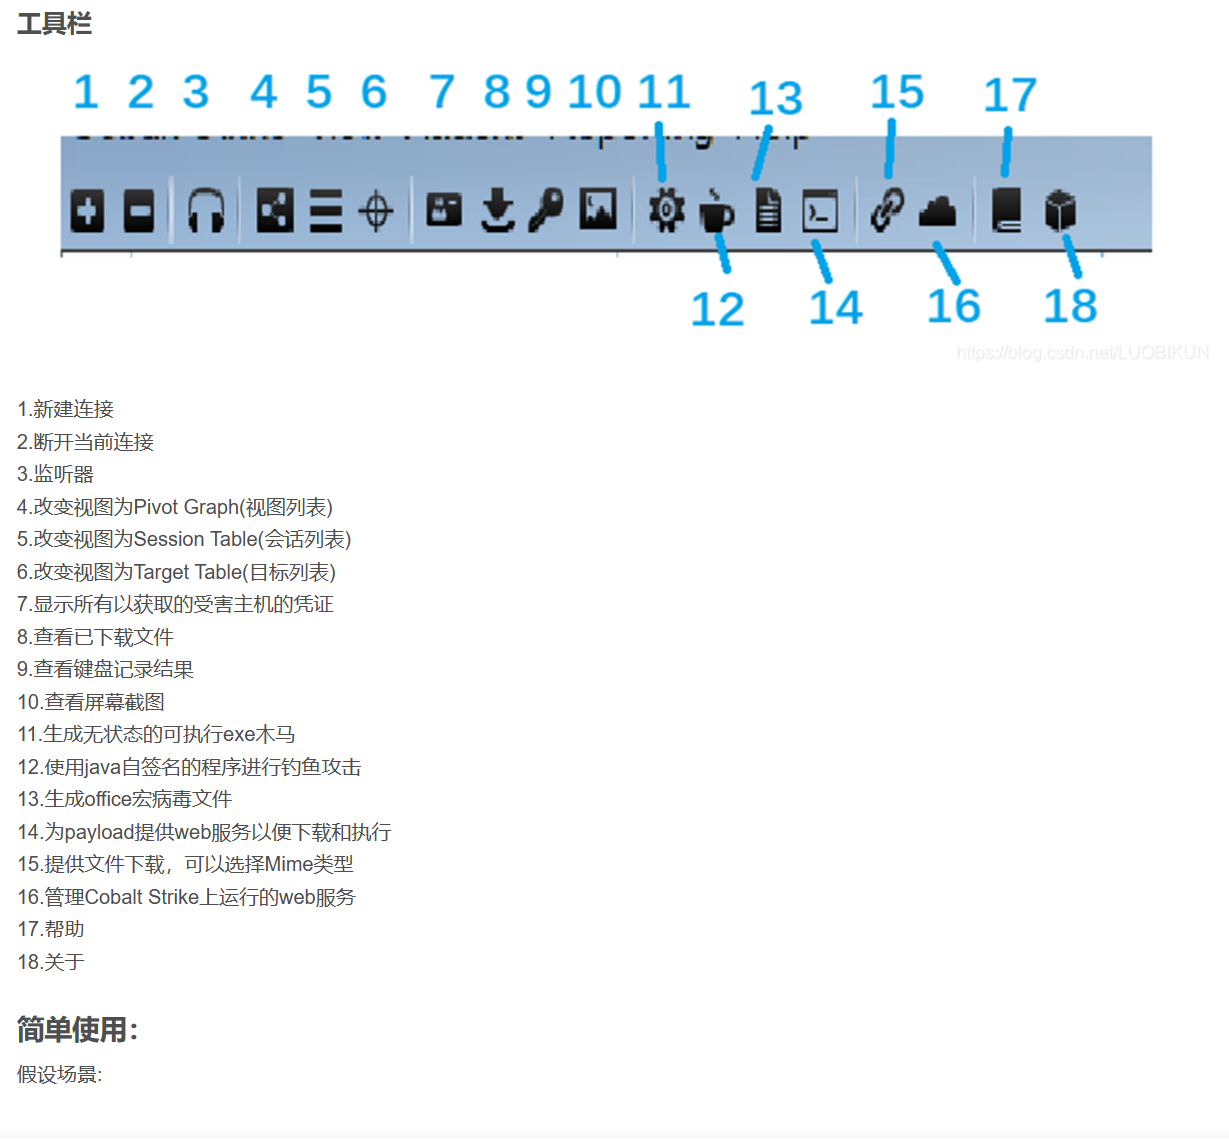 工具栏
1 2 3 4 5 6 7 8 9 10 11 13 15 17
12 14 16 18
https://blog.csdn.net/LUOBIKUN
1.新建连接
2.断开当前连接
3.监听器
4.改变视图为Pivot Graph(视图列表)
5.改变视图为Session Table(会话列表)
6.改变视图为Target Table(目标列表)
7.显示所有以获取的受害主机的凭证
8.查看已下载文件
9.查看键盘记录结果
10.查看屏幕截图
11.生成无状态的可执行exe木马
12.使用java自签名的程序进行钓鱼攻击
13.生成office宏病毒文件
14.为payload提供web服务以便下载和执行
15.提供文件下载，可以选择Mime类型
16.管理Cobalt Strike上运行的web服务
17.帮助
18.关于
简单使用：
假设场景: